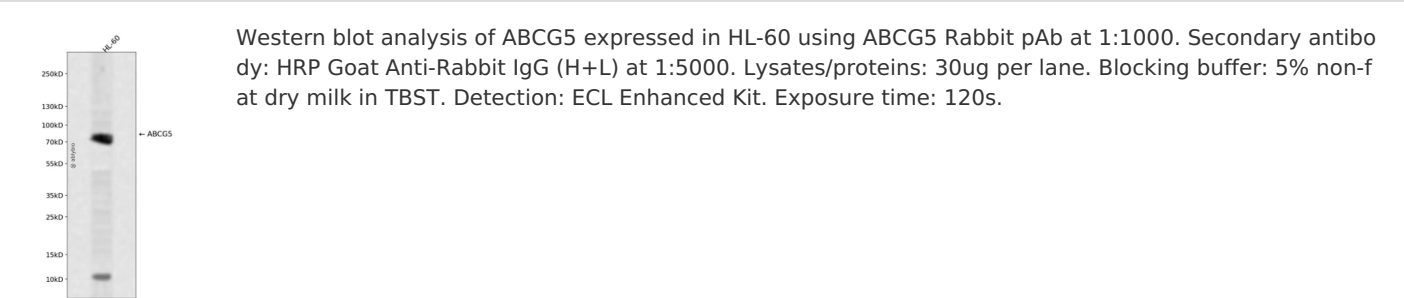 HL-60
250kD
130kD
100kD
70kD
55kD
35kD
25kD
15kD
10kD
← ABCG5
@ abbybio
Western blot analysis of ABCG5 expressed in HL-60 using ABCG5 Rabbit pAb at 1:1000. Secondary antibo
dy: HRP Goat Anti-Rabbit IgG (H+L) at 1:5000. Lysates/proteins: 30ug per lane. Blocking buffer: 5% non-f
at dry milk in TBST. Detection: ECL Enhanced Kit. Exposure time: 120s.